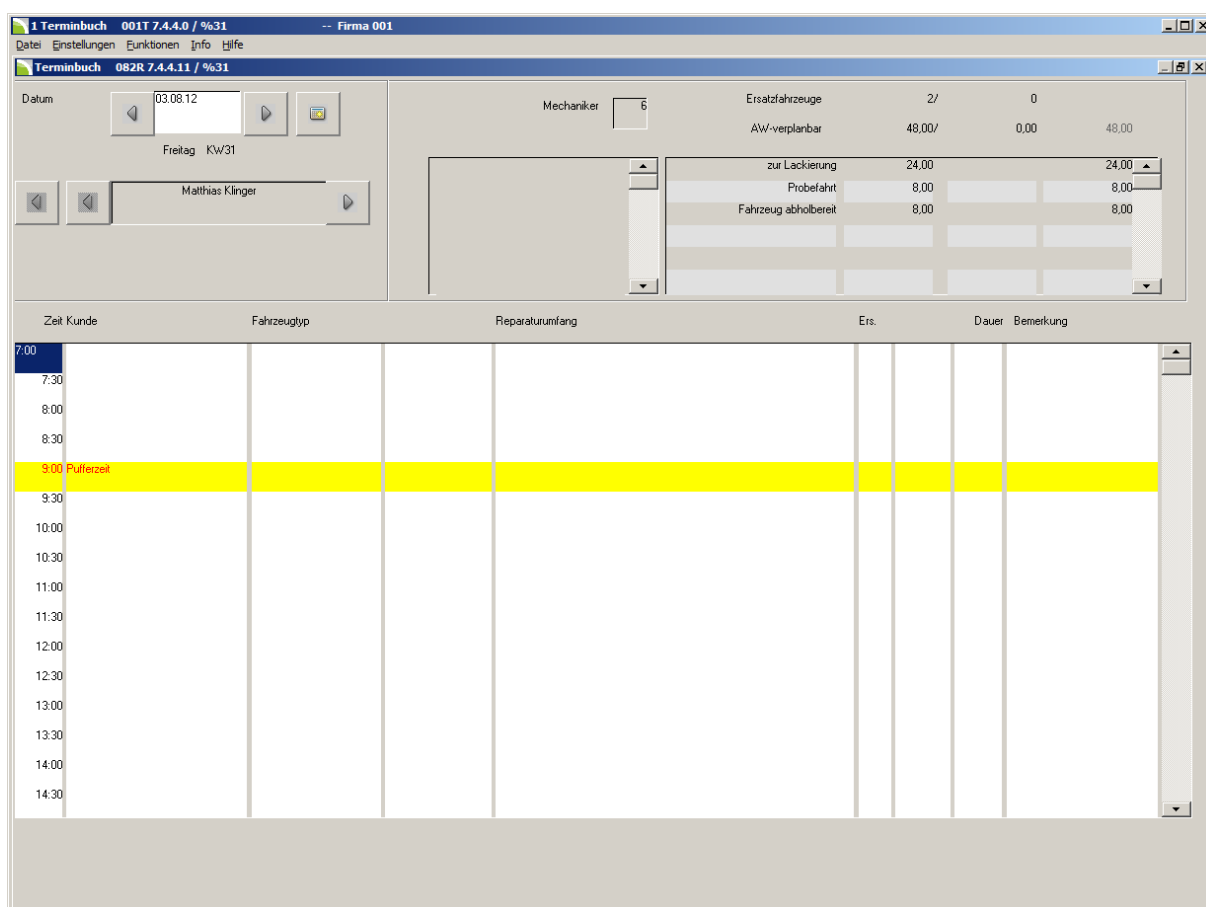 1 Terminbuch 001T 7.4.4.0 / %31 -- Firma 001
Datei Einstellungen Funktionen Info Hilfe
Terminbuch 082R 7.4.4.11 / %31
Datum 03.08.12
Freitag KW31
Matthias Klinger
Mechaniker 6
Ersatzfahrzeuge 2/ 0
AW-verplanbar 48,00/ 0,00 48,00
zur Lackierung 24,00 24,00
Probefahrt 8,00 8,00
Fahrzeug abholbereit 8,00 8,00
Zeit Kunde Fahrzeugtyp Reparaturumfang Ers. Dauer Bemerkung
7:00
7:30
8:00
8:30
9:00 Pufferzeit
9:30
10:00
10:30
11:00
11:30
12:00
12:30
13:00
13:30
14:00
14:30